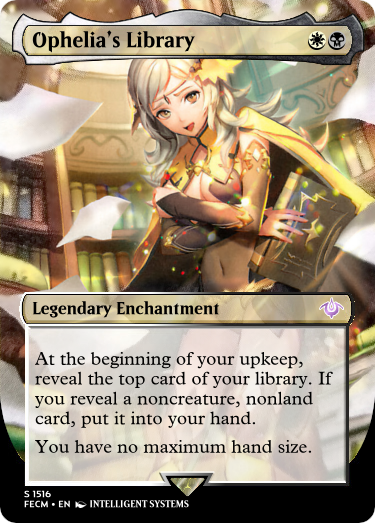 Ophelia's Library
Legendary Enchantment
At the beginning of your upkeep,
reveal the top card of your library. If
you reveal a noncreature, nonland
card, put it into your hand.
You have no maximum hand size.
S 1516
FECM • EN INTELLIGENT SYSTEMS